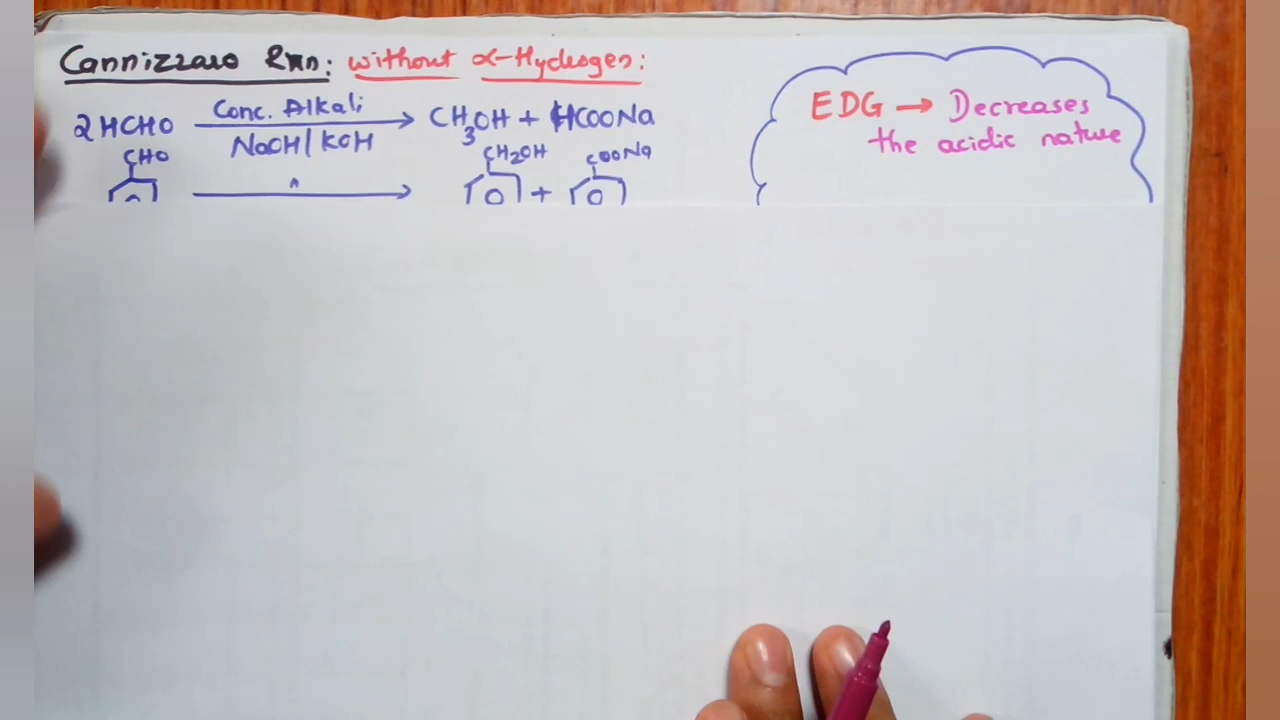 Cannizzaro Rxn: without α-Hydrogen:
2HCHO Conc. Alkali NaOH/KOH CH3OH + HCOONa
CHO CH2OH + COONa
EDG → Decreases
the acidic nature